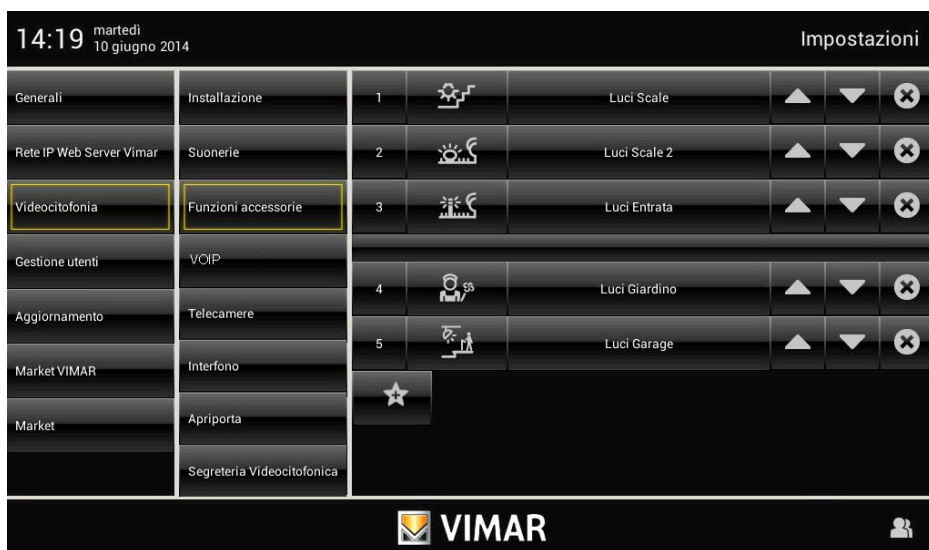 14:19
martedì
10 giugno 2014
Impostazioni
Generali
Rete IP Web Server Vimar
Videocitofonia
Gestione utenti
Aggiornamento
Market VIMAR
Market
Installazione
Suonerie
Funzioni accessorie
VOIP
Telecamere
Interfono
Apriporta
Segreteria Videocitofonica
1 Luci Scale
2 Luci Scale 2
3 Luci Entrata
4 Luci Giardino
5 Luci Garage
VIMAR